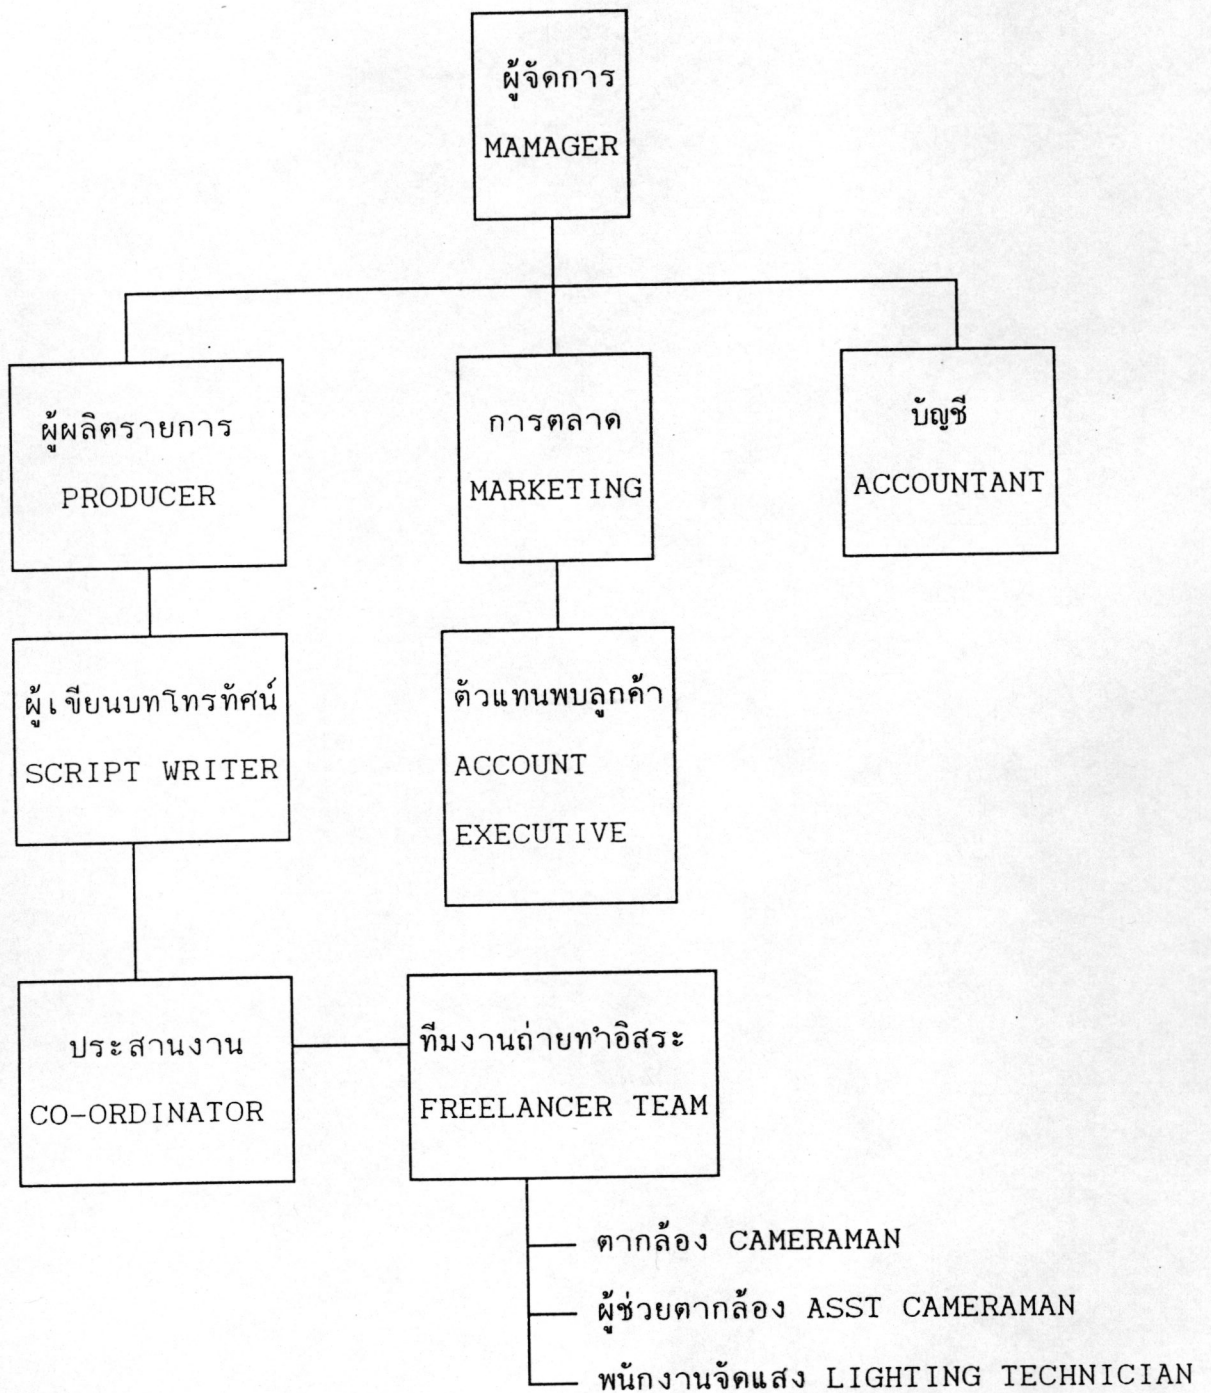 ผู้จัดการ
MAMAGER
ผู้ผลิตรายการ
PRODUCER
การตลาด
MARKETING
บัญชี
ACCOUNTANT
ผู้เขียนบทโทรทัศน์
SCRIPT WRITER
ตัวแทนพบลูกค้า
ACCOUNT
EXECUTIVE
ประสานงาน
CO-ORDINATOR
ทีมงานถ่ายทำอิสระ
FREELANCER TEAM
ตากล้อง CAMERAMAN
ผู้ช่วยตากล้อง ASST CAMERAMAN
พนักงานจัดแสง LIGHTING TECHNICIAN